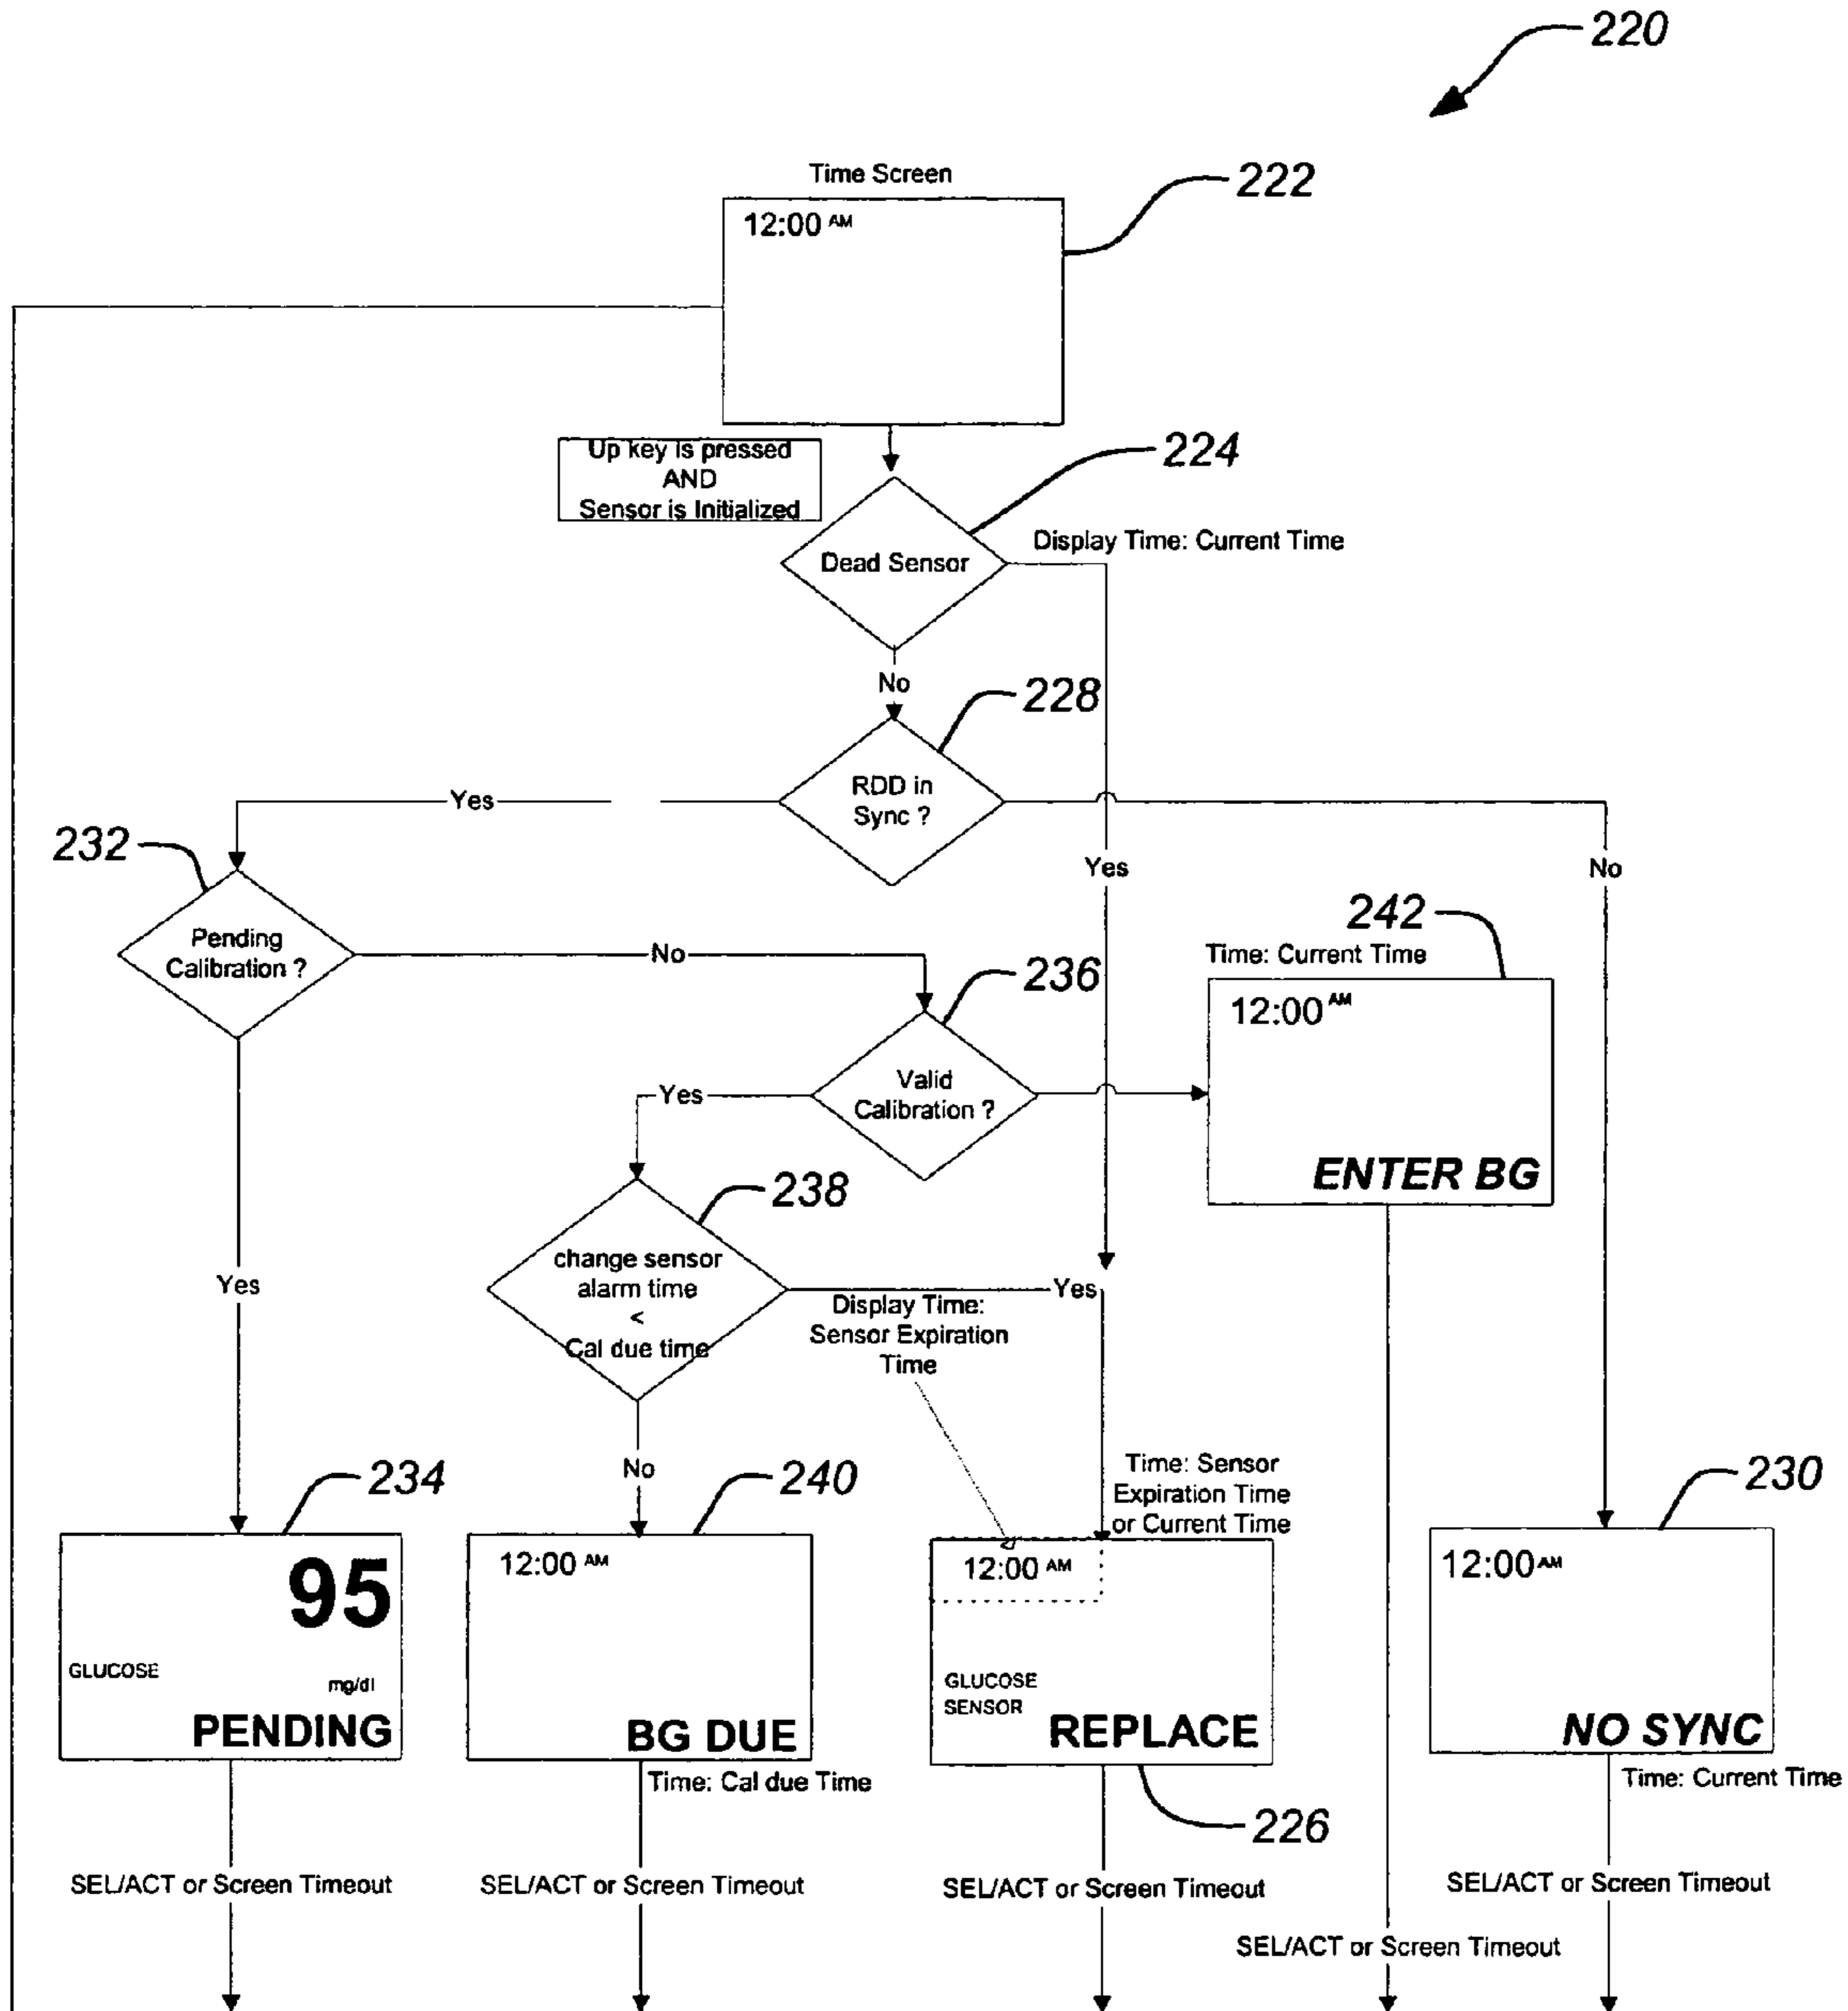 220
Time Screen
222
12:00 AM
Up key is pressed
AND
Sensor is Initialized
224
Dead Sensor
Display Time: Current Time
No
228
RDD in
Sync ?
Yes
232
Yes
No
Pending
Calibration ?
No
242
Time: Current Time
236
12:00 AM
Valid
Calibration ?
Yes
ENTER BG
238
change sensor
alarm time
<
Cal due time
Yes
Yes
Display Time:
Sensor Expiration
Time
No
Time: Sensor
Expiration Time
or Current Time
234
240
230
95
GLUCOSE
mg/dl
PENDING
12:00 AM
BG DUE
Time: Cal due Time
12:00 AM
GLUCOSE
SENSOR
REPLACE
226
12:00 AM
NO SYNC
Time: Current Time
SEL/ACT or Screen Timeout
SEL/ACT or Screen Timeout
SEL/ACT or Screen Timeout
SEL/ACT or Screen Timeout
SEL/ACT or Screen Timeout